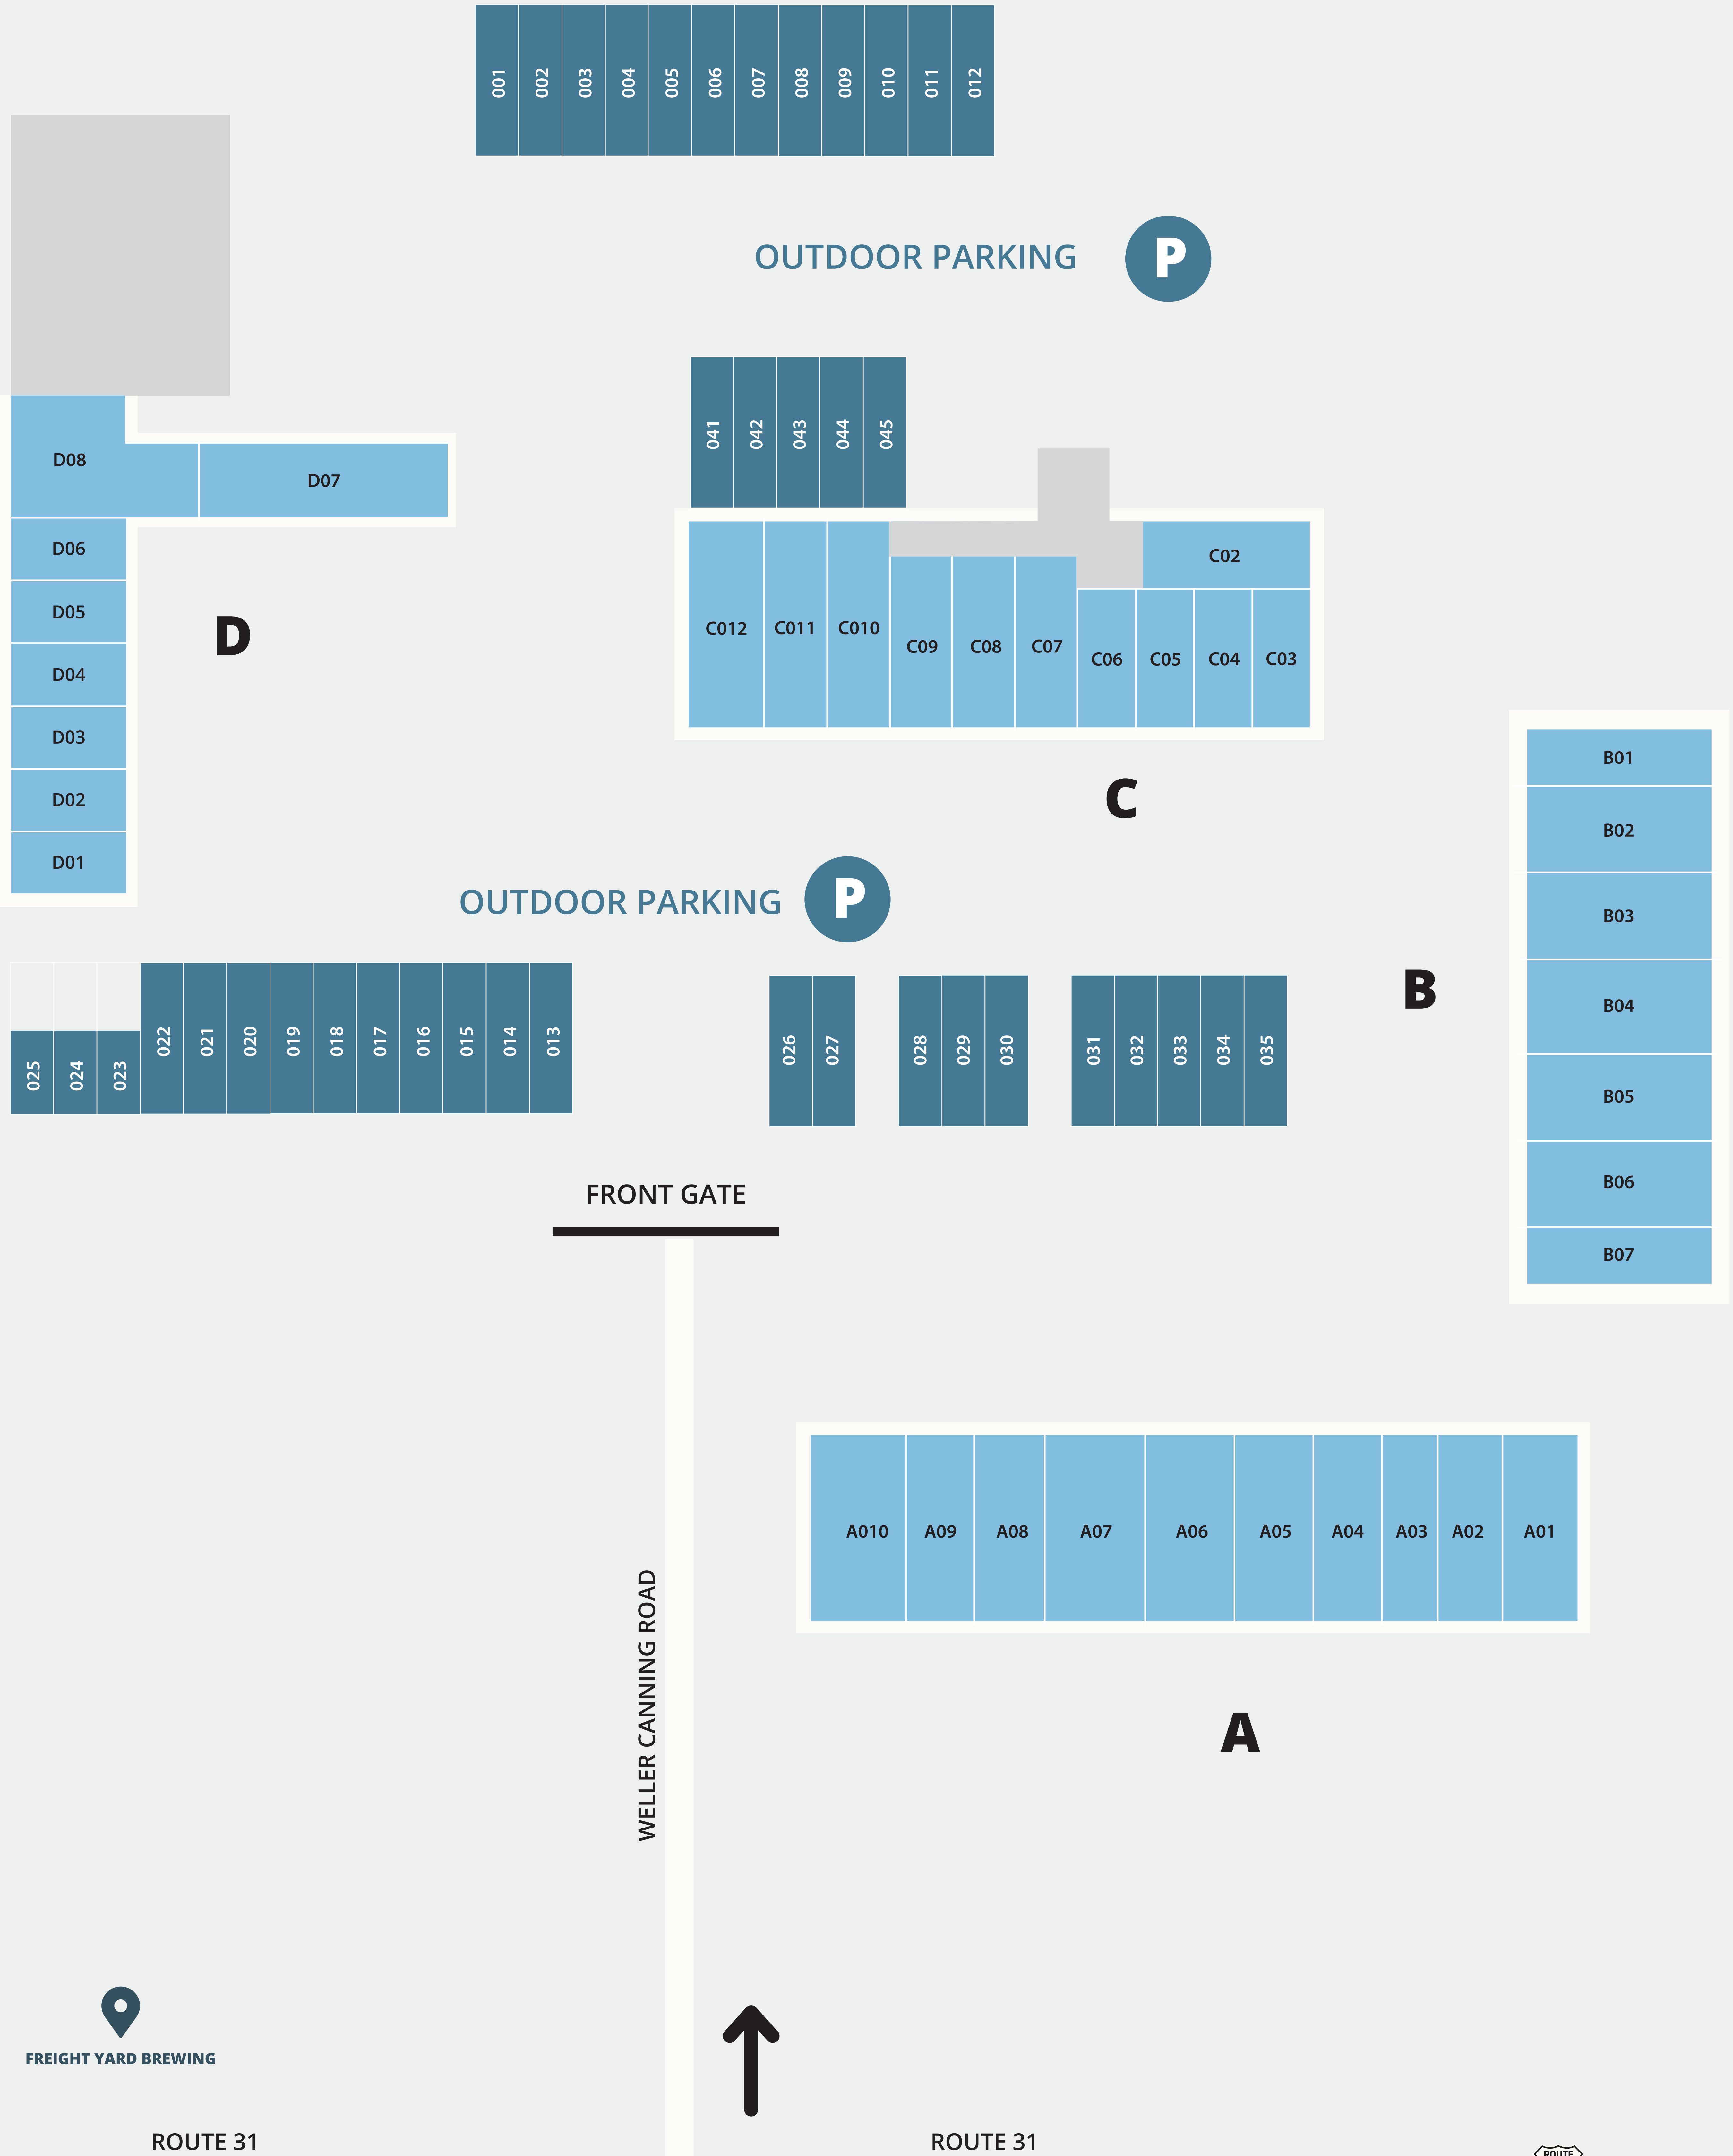 001 002 003 004 005 006 007 008 009 010 011 012
OUTDOOR PARKING P
041 042 043 044 045
D08
D07
D06
D05
D04
D03
D02
D01
D
C02
C012 C011 C010 C09 C08 C07 C06 C05 C04 C03
C
B01
B02
B03
B04
B05
B06
B07
B
OUTDOOR PARKING P
025 024 023 022 021 020 019 018 017 016 015 014 013
026 027 028 029 030 031 032 033 034 035
FRONT GATE
A010 A09 A08 A07 A06 A05 A04 A03 A02 A01
A
WELLER CANNING ROAD
FREIGHT YARD BREWING
ROUTE 31
ROUTE 31
ROUTE